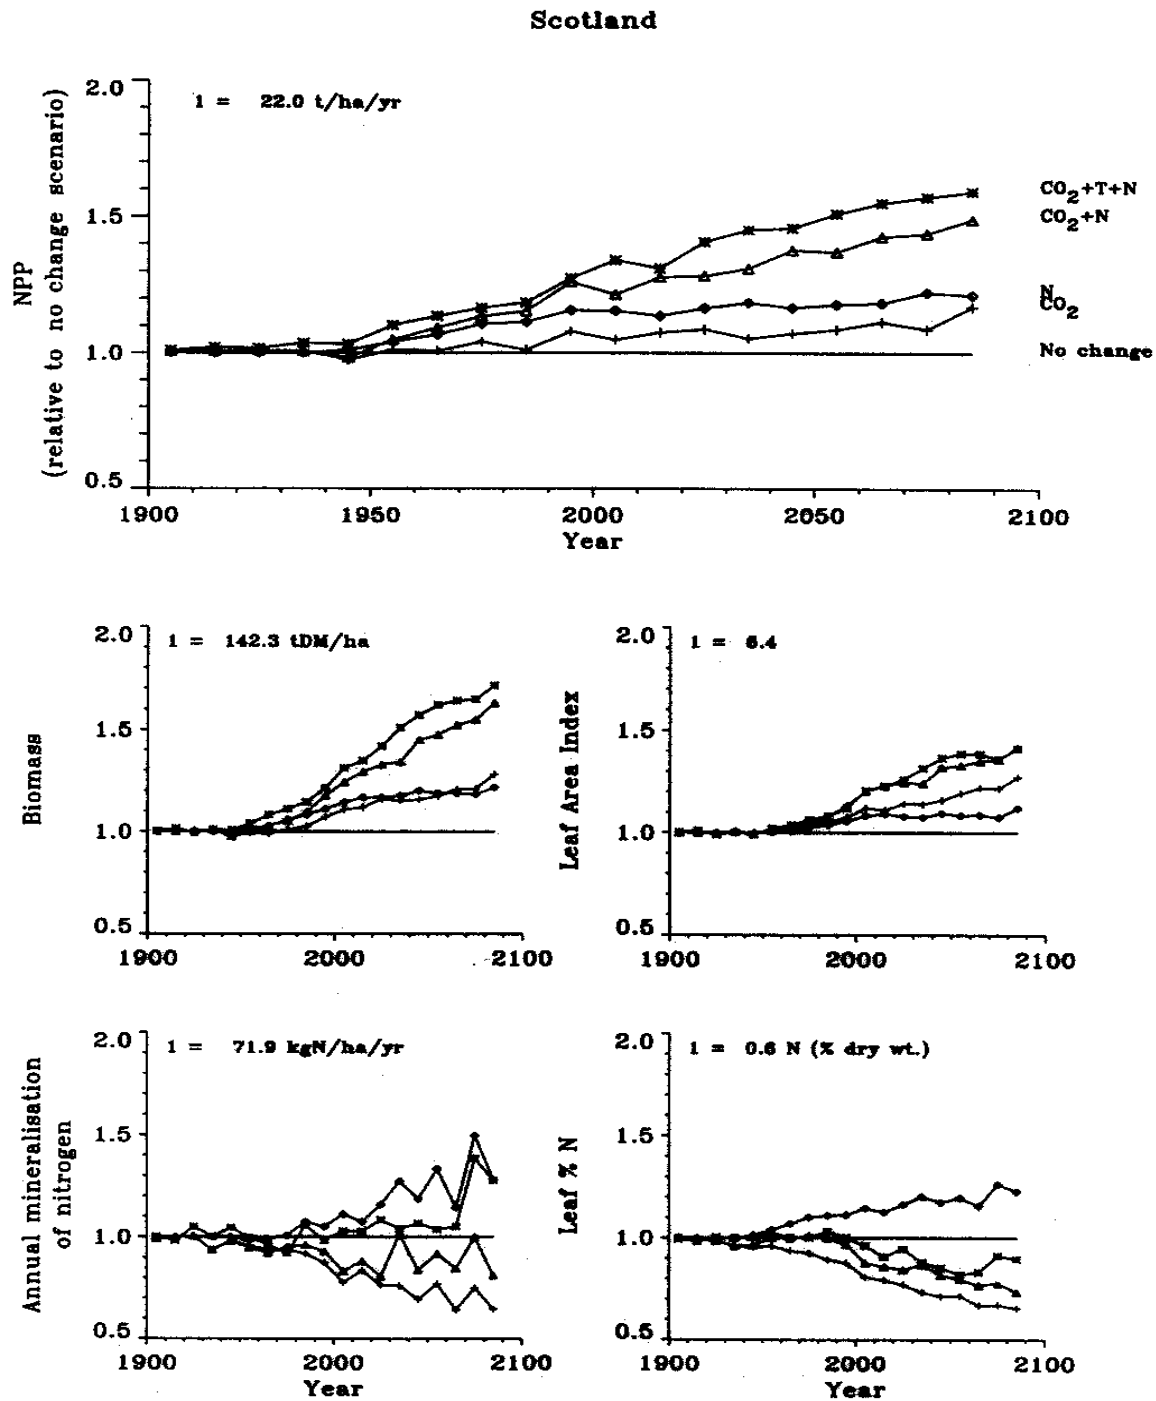 Scotland
2.0
1 = 22.0 t/ha/yr
NPP
(relative to no change scenario)
1.5
1.0
0.5
CO2+T+N
CO2+N
N
CO2
No change
1900 1950 2000 2050 2100
Year
2.0
1 = 142.3 tDM/ha
Biomass
1.5
1.0
0.5
1900 2000 2100
2.0
1 = 6.4
Leaf Area Index
1.5
1.0
0.5
1900 2000 2100
2.0
1 = 71.9 kgN/ha/yr
Annual mineralisation
of nitrogen
1.5
1.0
0.5
1900 2000 2100
Year
2.0
1 = 0.6 N (% dry wt.)
Leaf % N
1.5
1.0
0.5
1900 2000 2100
Year